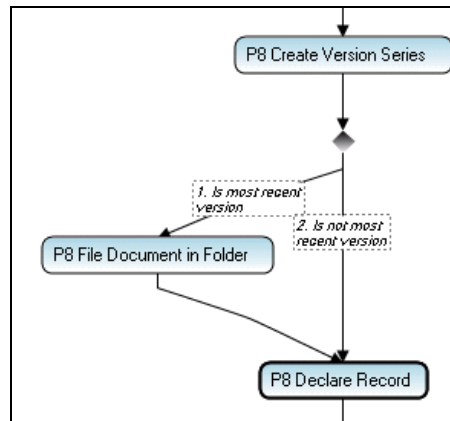 P8 Create Version Series
1. Is most recent
version
2. Is not most
recent version
P8 File Document in Folder
P8 Declare Record